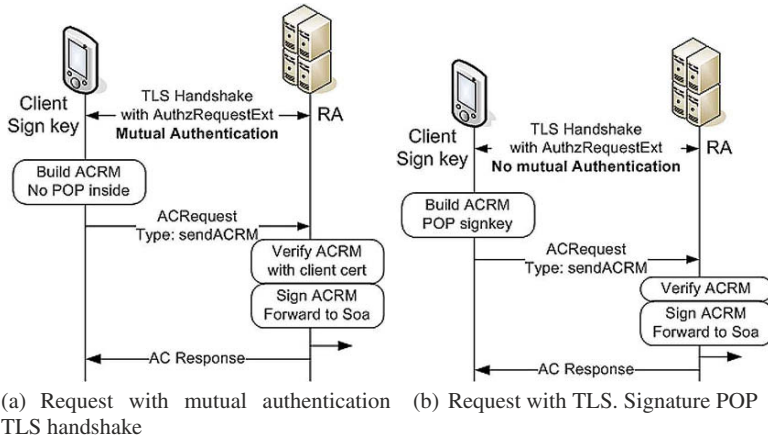 Client
Sign key
TLS Handshake
with AuthzRequestExt
Mutual Authentication
RA
Build ACRM
No POP inside
ACRequest
Type: sendACRM
Verify ACRM
with client cert
Sign ACRM
Forward to Soa
AC Response
(a) Request with mutual authentication
TLS handshake
Client
Sign key
TLS Handshake
with AuthzRequestExt
No mutual Authentication
RA
Build ACRM
POP signkey
ACRequest
Type: sendACRM
Verify ACRM
Sign ACRM
Forward to Soa
AC Response
(b) Request with TLS. Signature POP